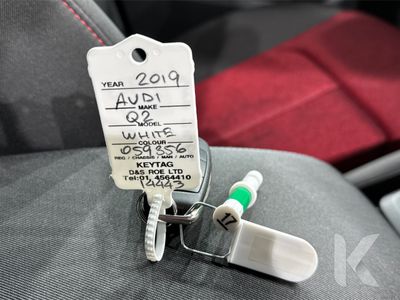 YEAR 2019
AUDI
MAKE
Q2
MODEL
WHITE
COLOUR
059356
REG / CHASSIS / MAN / AUTO
KEYTAG
D&S ROE LTD
Tel:01, 4564410
14443
17
K